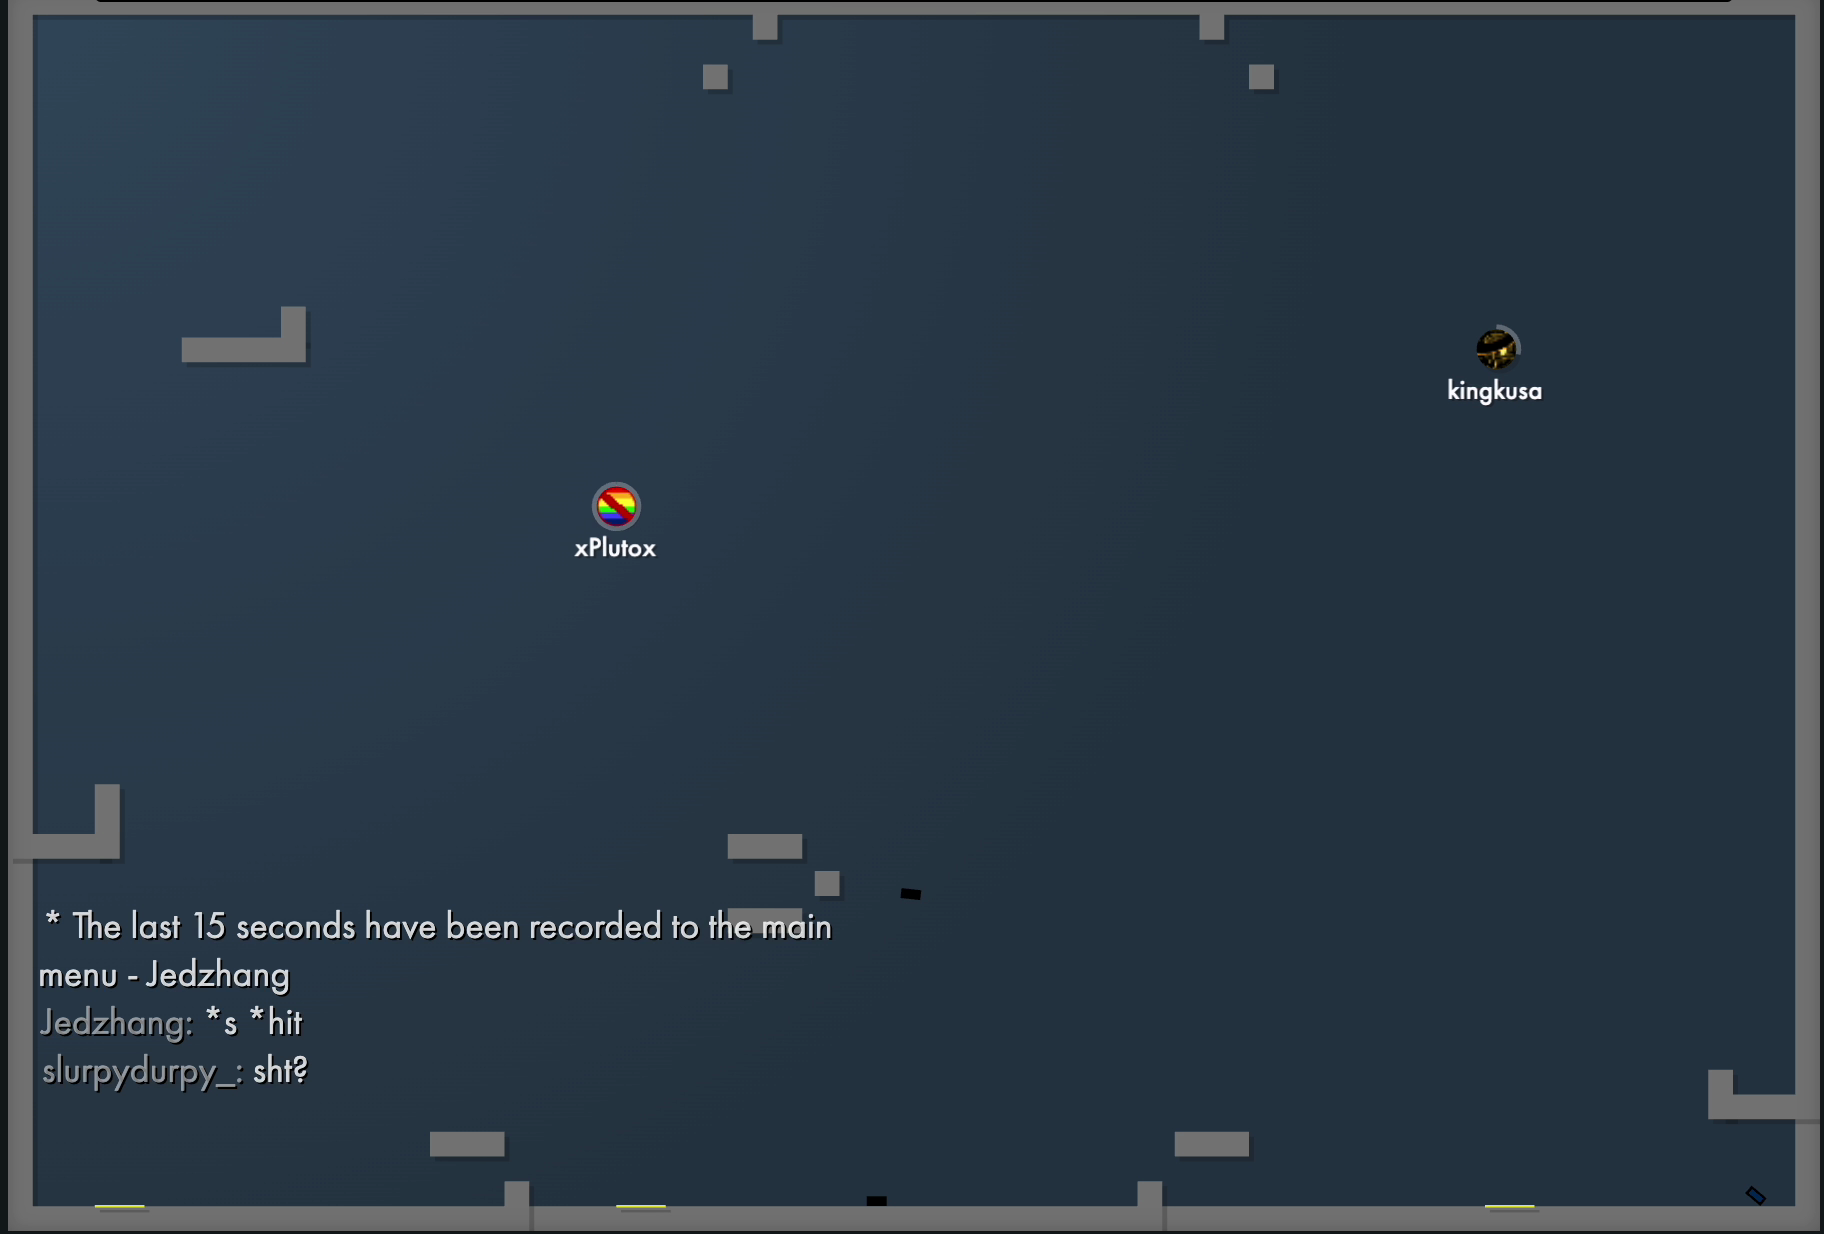 kingkusa
xPlutox
* The last 15 seconds have been recorded to the main
menu - Jedzhang
Jedzhang: *s *hit
slurpydurpy_: sht?